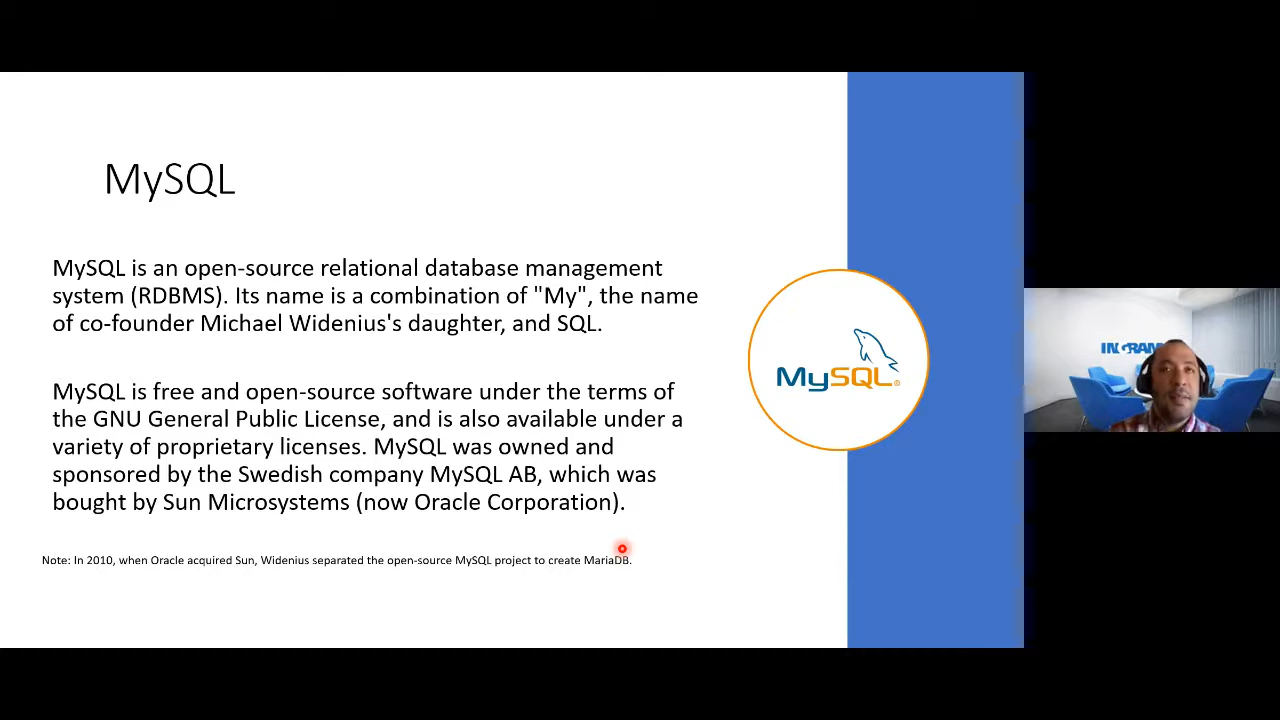 MySQL
MySQL is an open-source relational database management
system (RDBMS). Its name is a combination of "My", the name
of co-founder Michael Widenius's daughter, and SQL.
MySQL is free and open-source software under the terms of
the GNU General Public License, and is also available under a
variety of proprietary licenses. MySQL was owned and
sponsored by the Swedish company MySQL AB, which was
bought by Sun Microsystems (now Oracle Corporation).
Note: In 2010, when Oracle acquired Sun, Widenius separated the open-source MySQL project to create MariaDB.
MySQL®